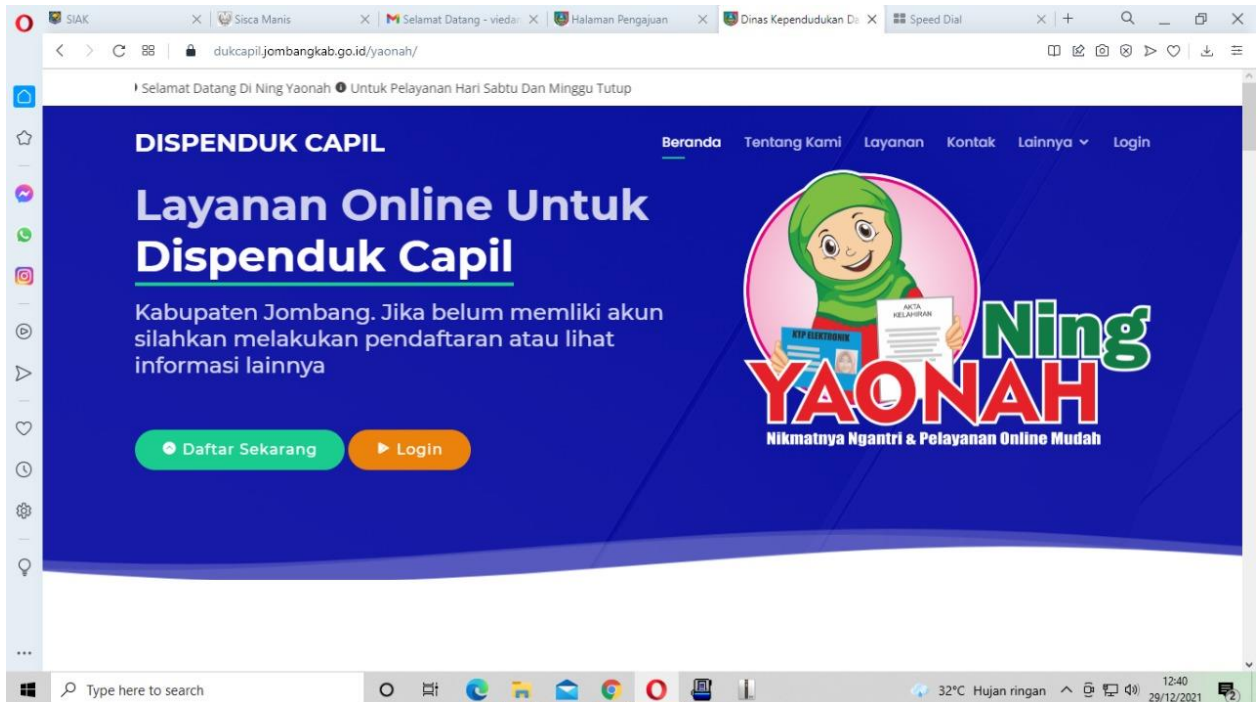 SIAK
Sisca Manis
Selamat Datang - viedan
Halaman Pengajuan
Dinas Kependudukan Da
Speed Dial
dukcapil.jombangkab.go.id/yaonah/
Selamat Datang Di Ning Yaonah Untuk Pelayanan Hari Sabtu Dan Minggu Tutup
DISPENDUK CAPIL
Beranda Tentang Kami Layanan Kontak Lainnya Login
Layanan Online Untuk
Dispenduk Capil
Kabupaten Jombang. Jika belum memliki akun
silahkan melakukan pendaftaran atau lihat
informasi lainnya
Daftar Sekarang
Login
AKTA
KELAHIRAN
KTP ELEKTRONIK
Ning
YAONAH
Nikmatnya Ngantri & Pelayanan Online Mudah
Type here to search
32°C Hujan ringan
12:40
29/12/2021
2